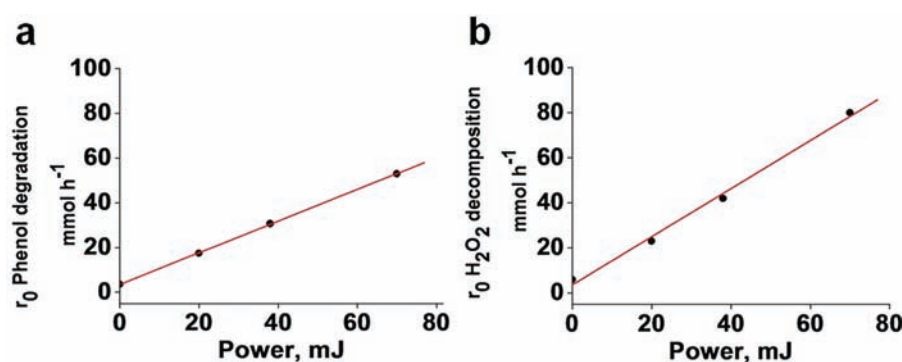 a
100
80
60
40
20
0
0 20 40 60 80
r0 Phenol degradation
mmol h-1
Power, mJ
b
100
80
60
40
20
0
0 20 40 60 80
r0 H2O2 decomposition
mmol h-1
Power, mJ